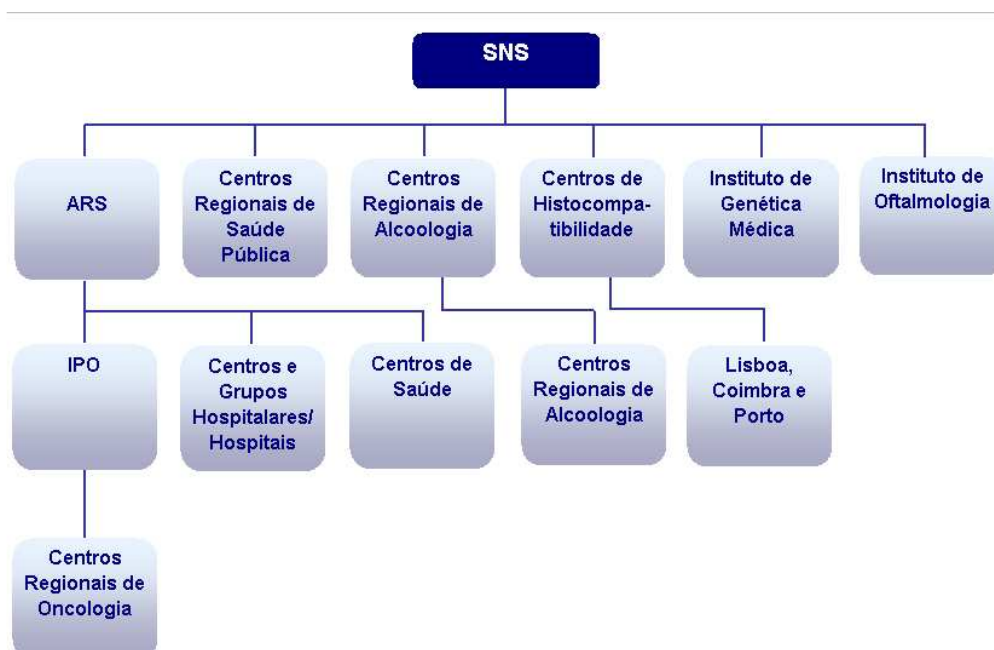 SNS
ARS
Centros
Regionais de
Saúde
Pública
Centros
Regionais de
Alcoologia
Centros de
Histocompa-
tibilidade
Instituto de
Genética
Médica
Instituto de
Oftalmologia
IPO
Centros e
Grupos
Hospitalares/
Hospitais
Centros de
Saúde
Centros
Regionais de
Alcoologia
Lisboa,
Coimbra e
Porto
Centros
Regionais de
Oncologia